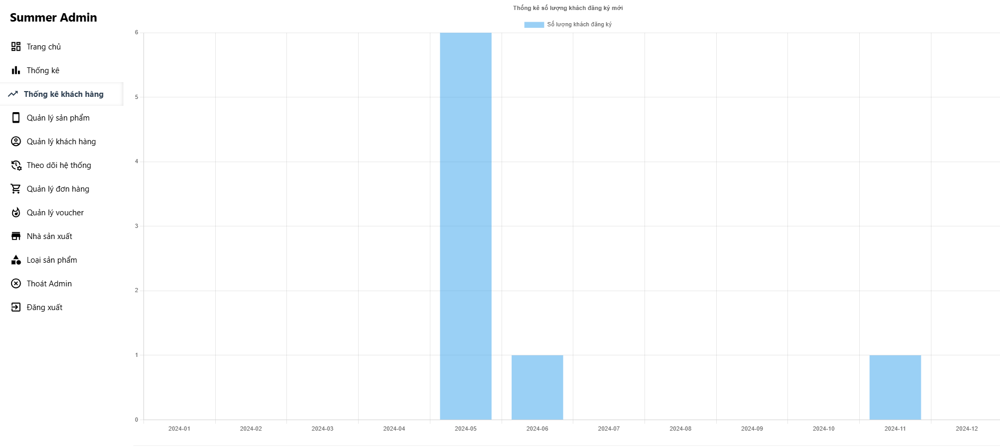 Summer Admin
Trang chủ
Thống kê
Thống kê khách hàng
Quản lý sản phẩm
Quản lý khách hàng
Theo dõi hệ thống
Quản lý đơn hàng
Quản lý voucher
Nhà sản xuất
Loại sản phẩm
Thoát Admin
Đăng xuất
Thống kê số lượng khách đăng ký mới
Số lượng khách đăng ký
6
5
4
3
2
1
0
2024-01 2024-02 2024-03 2024-04 2024-05 2024-06 2024-07 2024-08 2024-09 2024-10 2024-11 2024-12